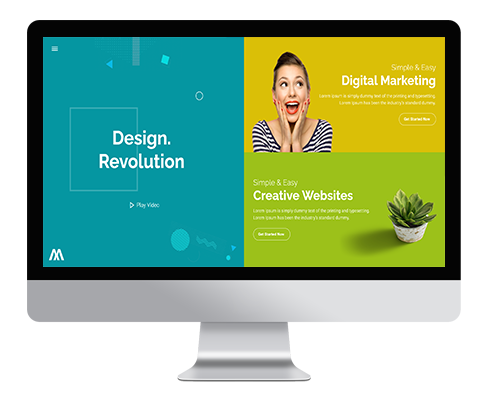 Design.
Revolution
Play Video
Simple & Easy
Digital Marketing
Lorem Ipsum is simply dummy text of the printing and typesetting.
Lorem Ipsum has been the Industry's standard dummy.
Get Started Now
Simple & Easy
Creative Websites
Lorem Ipsum is simply dummy text of the printing and typesetting
Lorem Ipsum has been the Industry's standard dummy.
Get Started Now